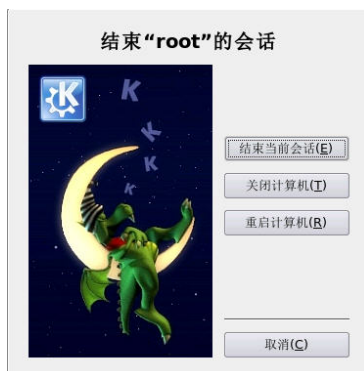 结束“root”的会话
K
K
K
K
K
结束当前会话(E)
关闭计算机(T)
重启计算机(R)
取消(C)